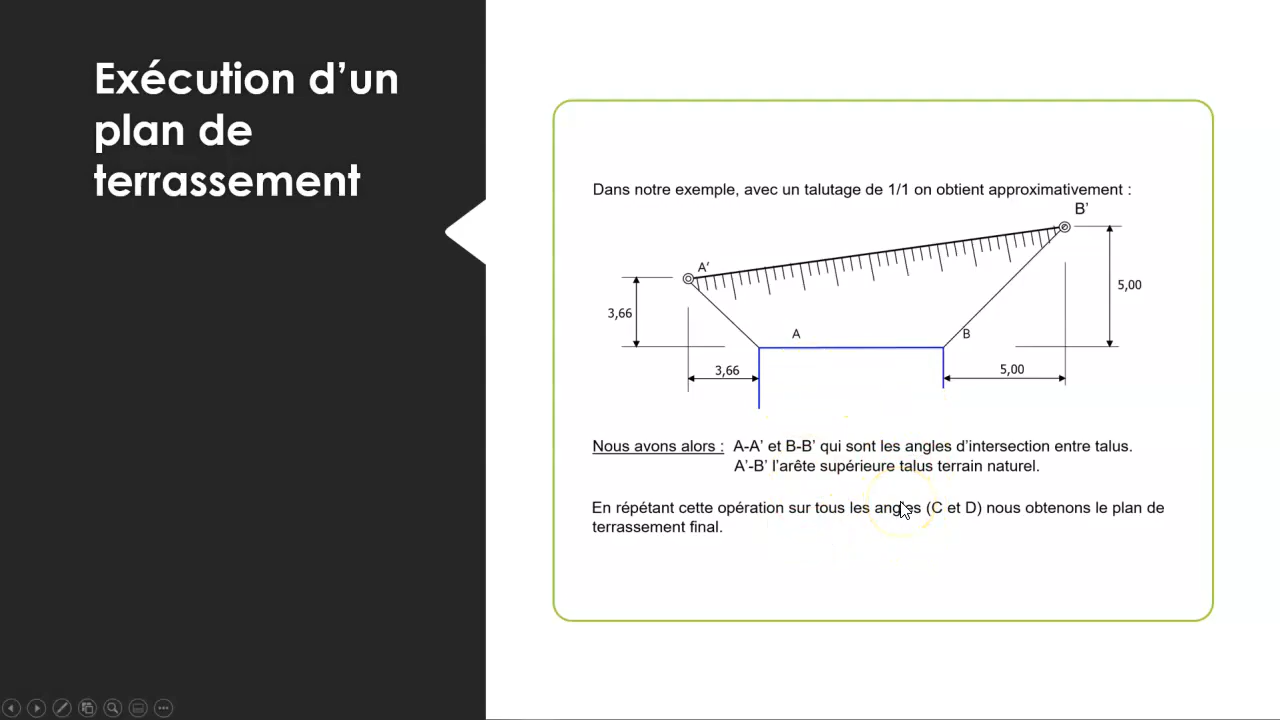 Exécution d’un
plan de
terrassement
Dans notre exemple, avec un talutage de 1/1 on obtient approximativement :
B’
A’
5,00
3,66
A
B
3,66
5,00
Nous avons alors : A-A’ et B-B’ qui sont les angles d’intersection entre talus.
A’-B’ l’arête supérieure talus terrain naturel.
En répétant cette opération sur tous les angles (C et D) nous obtenons le plan de
terrassement final.